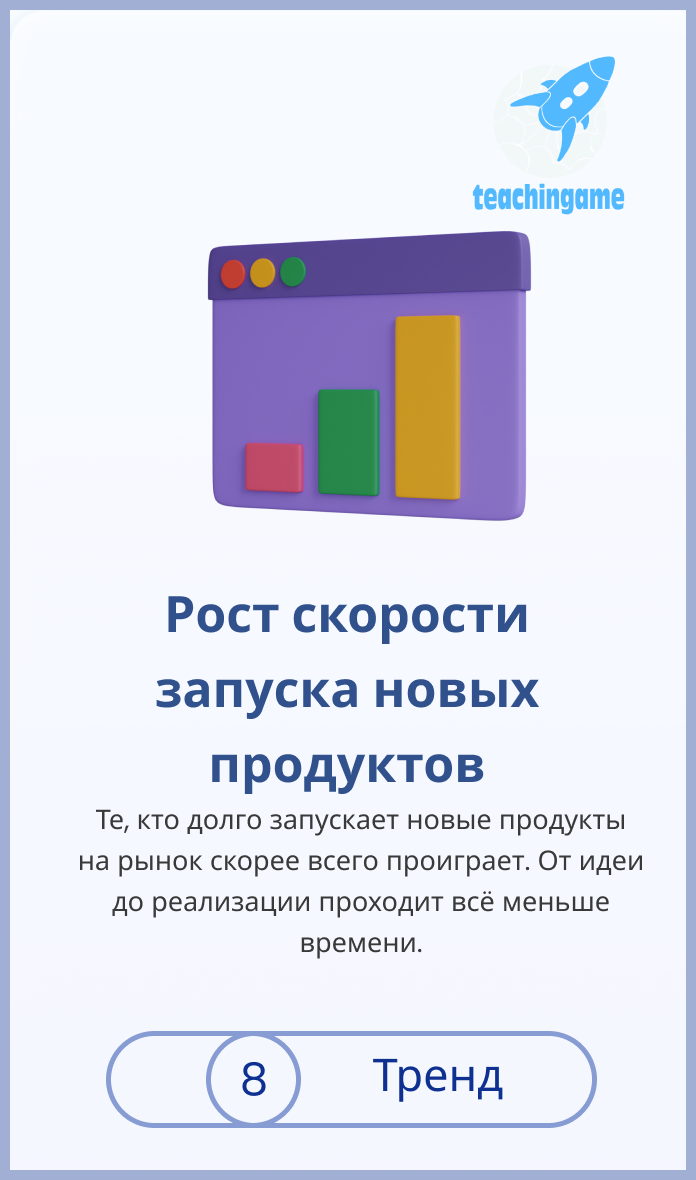 teachingame
Рост скорости
запуска новых
продуктов
Те, кто долго запускает новые продукты
на рынок скорее всего проиграет. От идеи
до реализации проходит всё меньше
времени.
8 Тренд